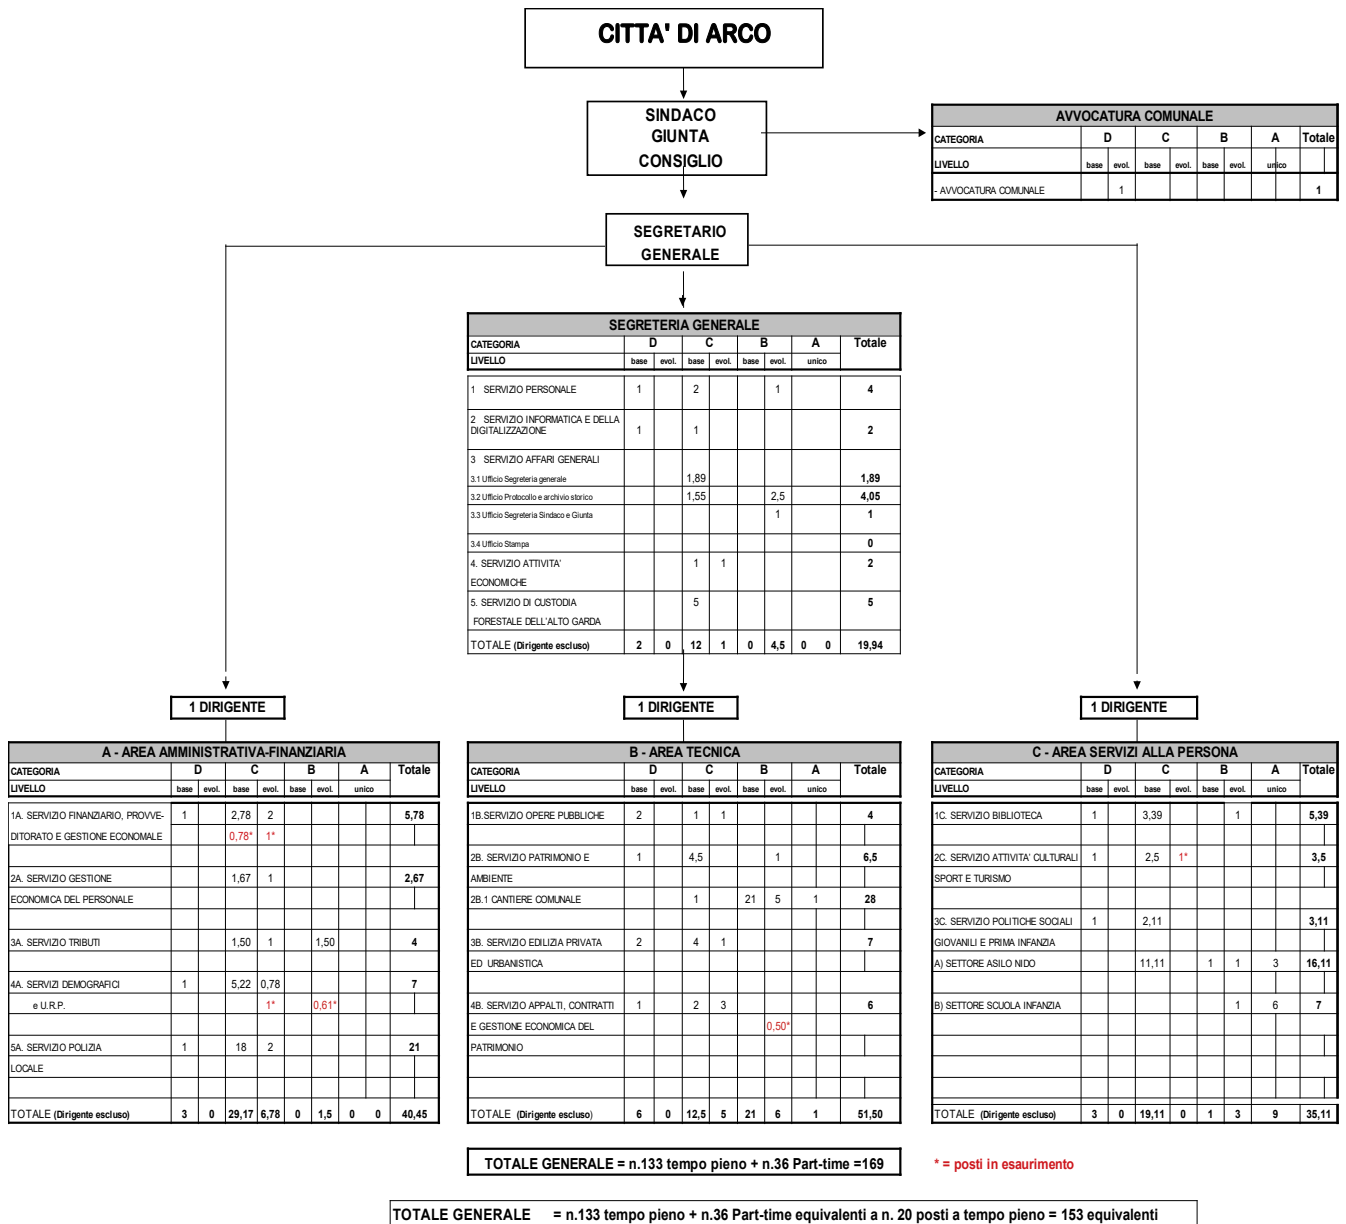 CITTA' DI ARCO
SINDACO
GIUNTA
CONSIGLIO
AVVOCATURA COMUNALE
CATEGORIA D C B A Totale
LIVELLO base evol. base evol. base evol. unico
- AVVOCATURA COMUNALE 1 1
SEGRETARIO
GENERALE
SEGRETERIA GENERALE
CATEGORIA D C B A Totale
LIVELLO base evol. base evol. base evol. unico
1 SERVIZIO PERSONALE 1 2 1 4
2 SERVIZIO INFORMATICA E DELLA
DIGITALIZZAZIONE 1 1 2
3 SERVIZIO AFFARI GENERALI
3.1 Ufficio Segreteria generale 1,89 1,89
3.2 Ufficio Protocollo e archivio storico 1,55 2,5 4,05
3.3 Ufficio Segreteria Sindaco e Giunta 1 1
3.4 Ufficio Stampa 0
4. SERVIZIO ATTIVITA' 1 1 2
ECONOMICHE
5. SERVIZIO DI CUSTODIA 5 5
FORESTALE DELL'ALTO GARDA
TOTALE (Dirigente escluso) 2 0 12 1 0 4,5 0 0 19,94
1 DIRIGENTE
A - AREA AMMINISTRATIVA-FINANZIARIA
CATEGORIA D C B A Totale
LIVELLO base evol. base evol. base evol. unico
1A. SERVIZIO FINANZIARIO, PROVVE- 1 2,78 2 5,78
DITORATO E GESTIONE ECONOMALE 0,78* 1*
2A. SERVIZIO GESTIONE 1,67 1 2,67
ECONOMICA DEL PERSONALE
3A. SERVIZIO TRIBUTI 1,50 1 1,50 4
4A. SERVIZI DEMOGRAFICI 1 5,22 0,78 7
e U.R.P. 1* 0,61*
5A. SERVIZIO POLIZIA 1 18 2 21
LOCALE
TOTALE (Dirigente escluso) 3 0 29,17 6,78 0 1,5 0 0 40,45
1 DIRIGENTE
B - AREA TECNICA
CATEGORIA D C B A Totale
LIVELLO base evol. base evol. base evol. unico
1B.SERVIZIO OPERE PUBBLICHE 2 1 1 4
2B. SERVIZIO PATRIMONIO E 1 4,5 1 6,5
AMBIENTE
2B.1 CANTIERE COMUNALE 1 21 5 1 28
3B. SERVIZIO EDILIZIA PRIVATA 2 4 1 7
ED URBANISTICA
4B. SERVIZIO APPALTI, CONTRATTI 1 2 3 6
E GESTIONE ECONOMICA DEL 0,50*
PATRIMONIO
TOTALE (Dirigente escluso) 6 0 12,5 5 21 6 1 51,50
1 DIRIGENTE
C - AREA SERVIZI ALLA PERSONA
CATEGORIA D C B A Totale
LIVELLO base evol. base evol. base evol. unico
1C. SERVIZIO BIBLIOTECA 1 3,39 1 5,39
2C. SERVIZIO ATTIVITA' CULTURALI 1 2,5 1* 3,5
SPORT E TURISMO
3C. SERVIZIO POLITICHE SOCIALI 1 2,11 3,11
GIOVANILI E PRIMA INFANZIA
A) SETTORE ASILO NIDO 11,11 1 1 3 16,11
B) SETTORE SCUOLA INFANZIA 1 6 7
TOTALE (Dirigente escluso) 3 0 19,11 0 1 3 9 35,11
TOTALE GENERALE = n.133 tempo pieno + n.36 Part-time =169
* = posti in esaurimento
TOTALE GENERALE = n.133 tempo pieno + n.36 Part-time equivalenti a n. 20 posti a tempo pieno = 153 equivalenti